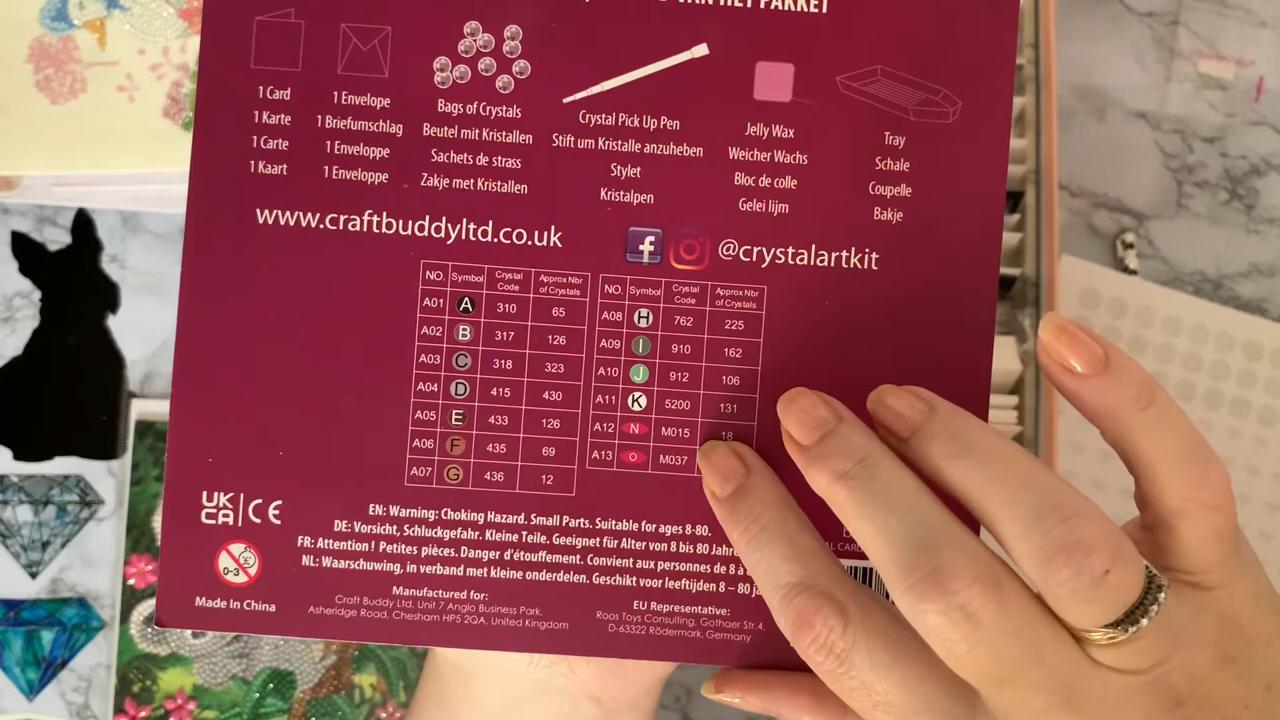 VAN HET PAKKET
1 Card
1 Karte
1 Carte
1 Kaart
1 Envelope
1 Briefumschlag
1 Enveloppe
1 Enveloppe
Bags of Crystals
Beutel mit Kristallen
Sachets de strass
Zakje met Kristallen
Crystal Pick Up Pen
Stift um Kristalle anzuheben
Stylet
Kristalpen
Jelly Wax
Weicher Wachs
Bloc de colle
Gelei lijm
Tray
Schale
Coupelle
Bakje
www.craftbuddyltd.co.uk
f @crystalartkit
NO. Symbol Crystal Code Approx Nbr of Crystals
A01 A 310 65
A02 B 317 126
A03 C 318 323
A04 D 415 430
A05 E 433 126
A06 F 435 69
A07 G 436 12
NO. Symbol Crystal Code Approx Nbr of Crystals
A08 H 762 225
A09 I 910 162
A10 J 912 106
A11 K 5200 131
A12 N M015 18
A13 O M037
UK CA CE
0-3
Made In China
EN: Warning: Choking Hazard. Small Parts. Suitable for ages 8-80.
DE: Vorsicht, Schluckgefahr. Kleine Teile. Geeignet für Alter von 8 bis 80 Jahre
FR: Attention! Petites pièces. Danger d'étouffement. Convient aux personnes de 8 à
NL: Waarschuwing, in verband met kleine onderdelen. Geschikt voor leeftijden 8 – 80
Manufactured for:
Craft Buddy Ltd, Unit 7 Anglo Business Park,
Asheridge Road, Chesham HP5 2QA, United Kingdom
EU Representative:
Roos Toys Consulting, Gothaer Str.4,
D-63322 Rödermark, Germany